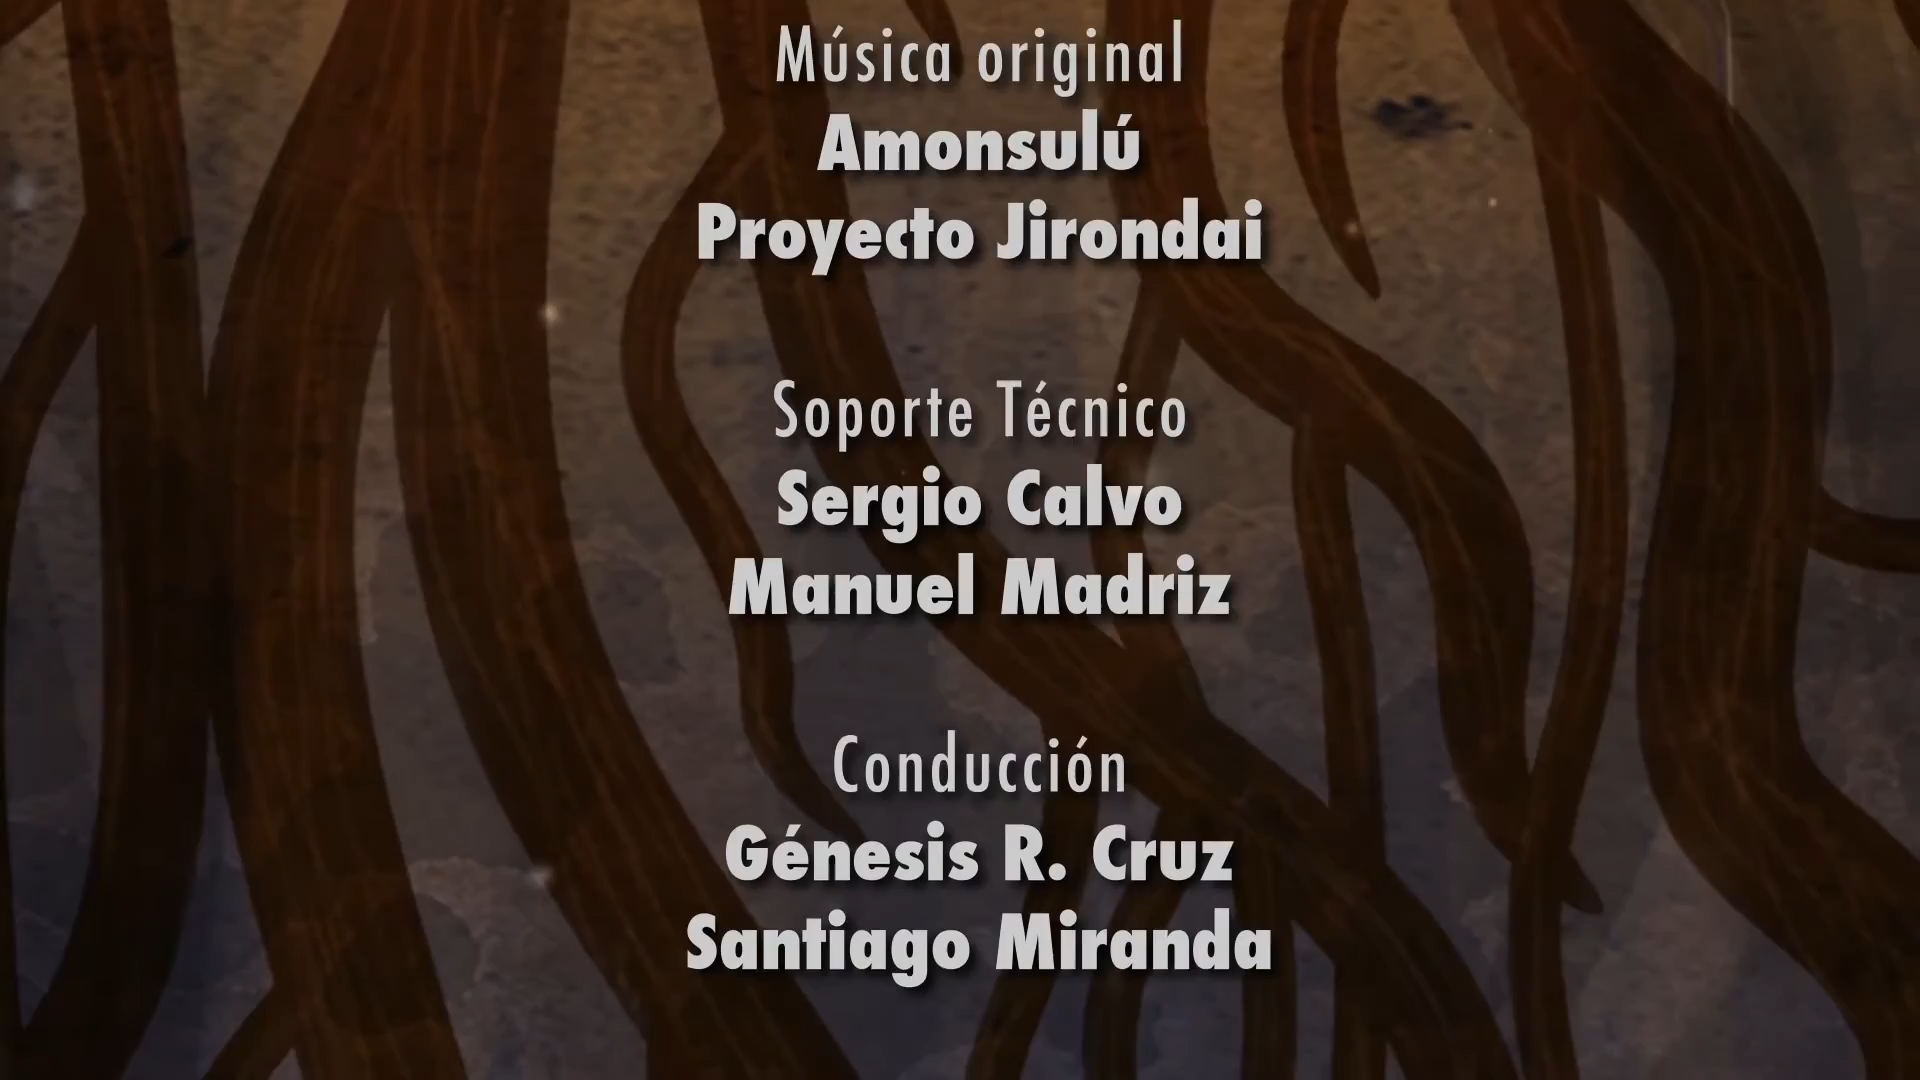 Música original
Amonsulú
Proyecto Jirondai
Soporte Técnico
Sergio Calvo
Manuel Madriz
Conducción
Génesis R. Cruz
Santiago Miranda